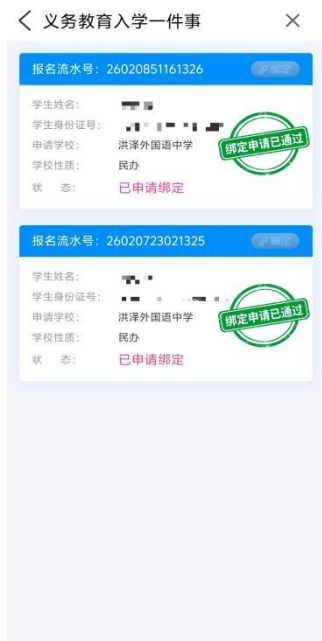 义务教育入学一件事
报名流水号：26020851161326
绑定
学生姓名：
学生身份证号：
绑定申请已通过
申请学校： 洪泽外国语中学
学校性质： 民办
状 态： 已申请绑定
报名流水号：26020723021325
绑定
学生姓名：
学生身份证号：
绑定申请已通过
申请学校： 洪泽外国语中学
学校性质： 民办
状 态： 已申请绑定